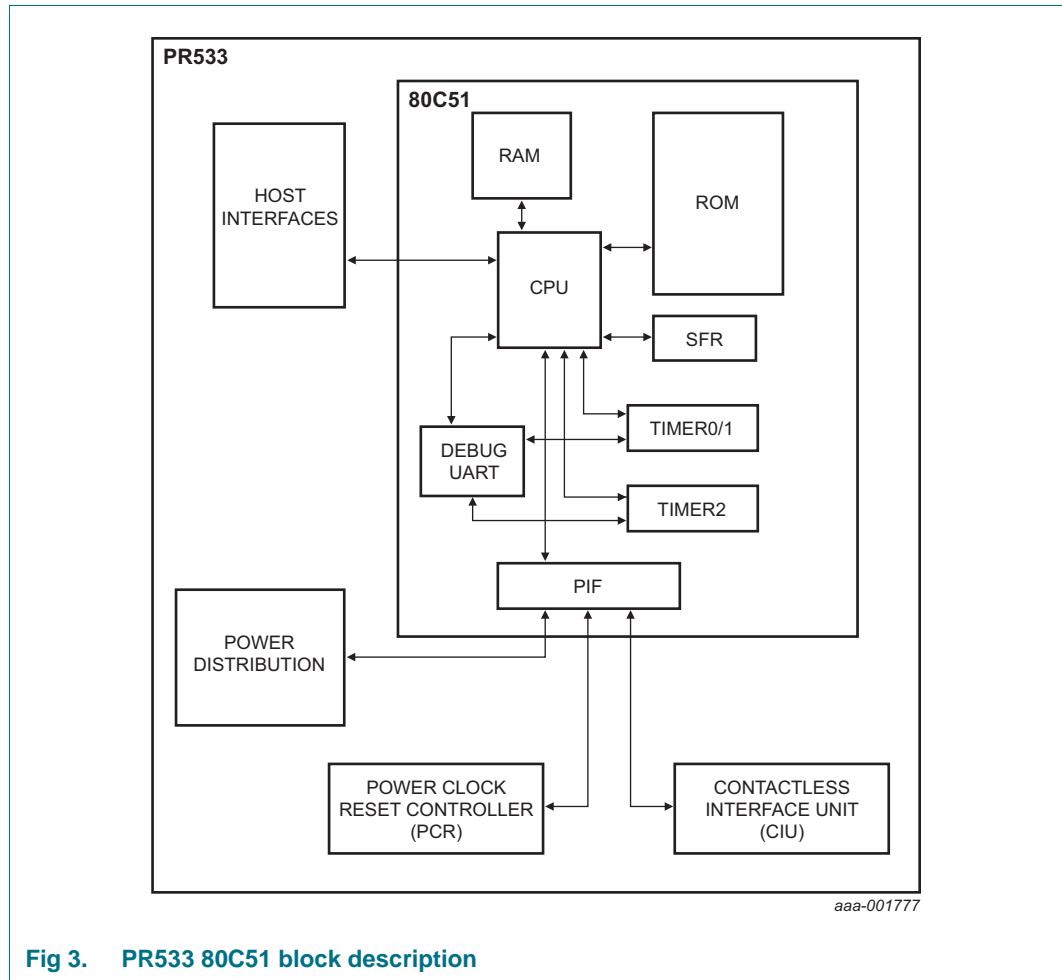 PR533
80C51
RAM
ROM
HOST
INTERFACES
CPU
SFR
TIMER0/1
DEBUG
UART
TIMER2
PIF
POWER
DISTRIBUTION
POWER CLOCK
RESET CONTROLLER
(PCR)
CONTACTLESS
INTERFACE UNIT
(CIU)
aaa-001777
Fig 3. PR533 80C51 block description